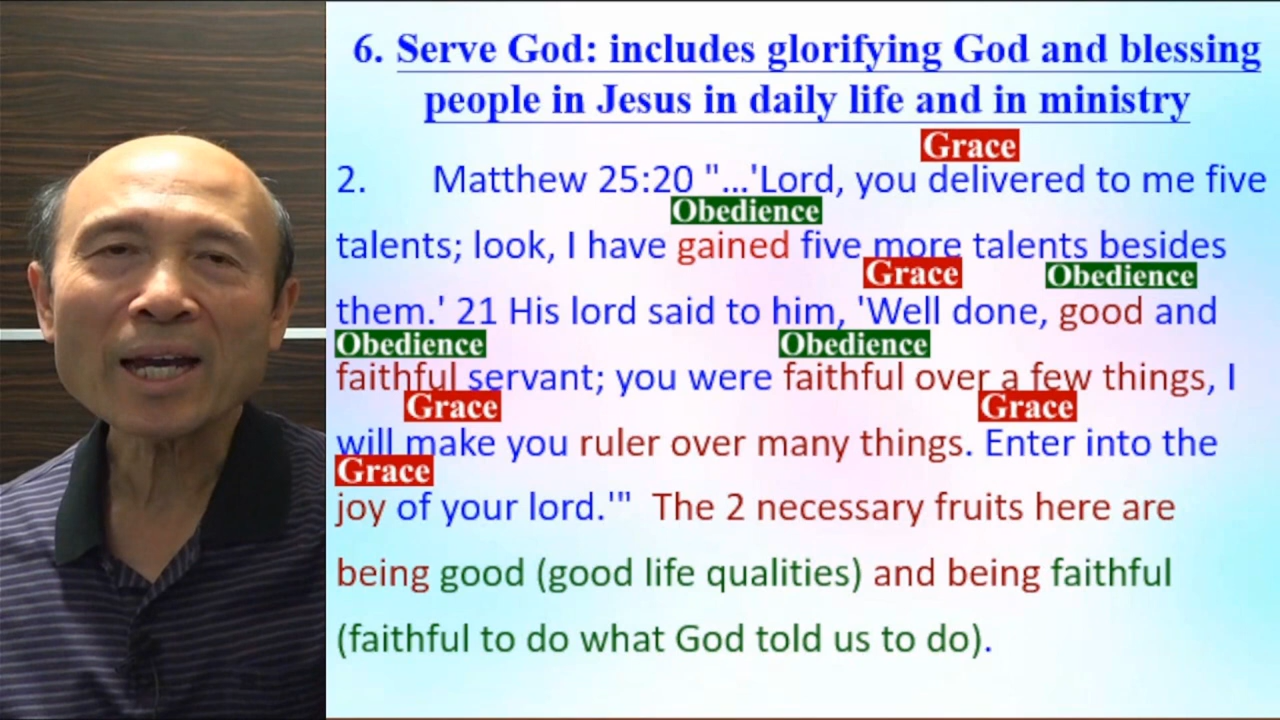 6. Serve God: includes glorifying God and blessing
people in Jesus in daily life and in ministry
Grace
2. Matthew 25:20 "...'Lord, you delivered to me five
Obedience
talents; look, I have gained five more talents besides
Grace Obedience
them.' 21 His lord said to him, 'Well done, good and
Obedience Obedience
faithful servant; you were faithful over a few things, I
Grace Grace
will make you ruler over many things. Enter into the
Grace
joy of your lord.'" The 2 necessary fruits here are
being good (good life qualities) and being faithful
(faithful to do what God told us to do).